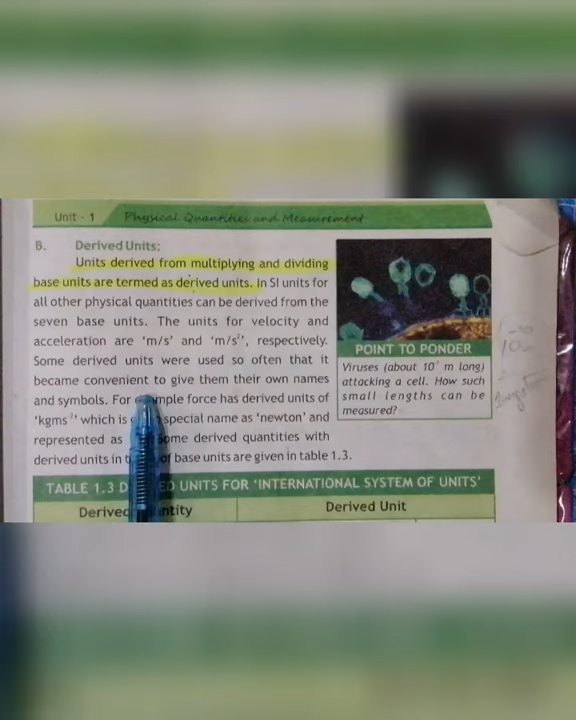 Unit - 1 Physical Quantities and Measurement
B. Derived Units:
Units derived from multiplying and dividing
base units are termed as derived units. In SI units for
all other physical quantities can be derived from the
seven base units. The units for velocity and
acceleration are ‘m/s’ and ‘m/s²’, respectively.
Some derived units were used so often that it
became convenient to give them their own names
and symbols. For force has derived units of
‘kgms⁻²’ which is special name as ‘newton’ and
represented as some derived quantities with
derived units in of base units are given in table 1.3.
POINT TO PONDER
Viruses (about 10⁻⁷ m long)
attacking a cell. How such
small lengths can be
measured?
TABLE 1.3 UNITS FOR ‘INTERNATIONAL SYSTEM OF UNITS’
Derived Unit